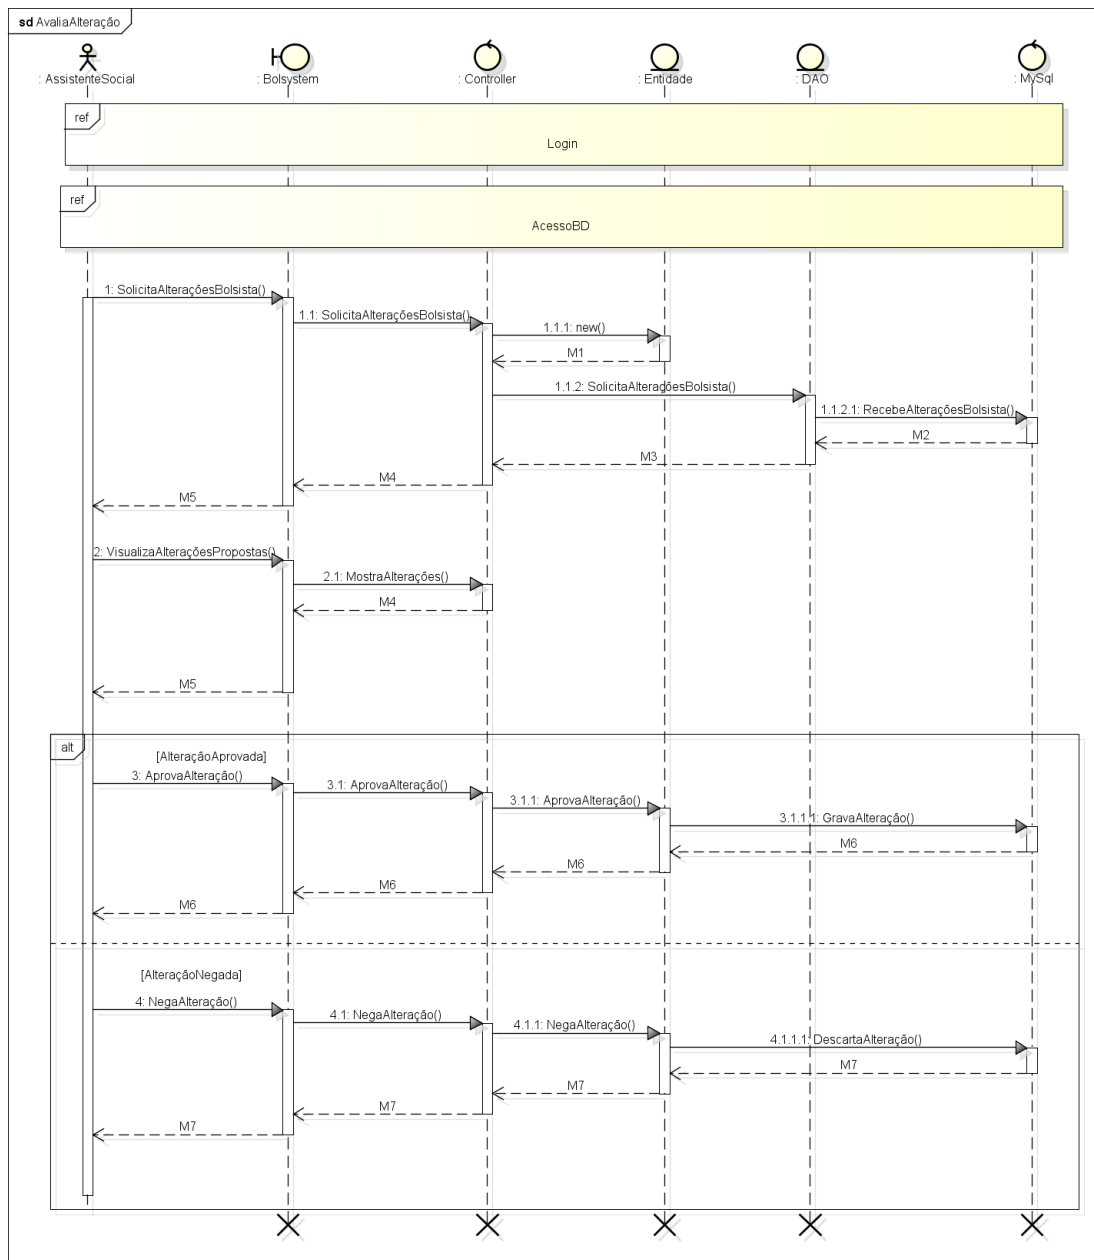 sd AvaliaAlteração
: AssistenteSocial
: Bolsystem
: Controller
: Entidade
: DAO
: MySql
ref
Login
ref
AcessoBD
1: SolicitaAlteraçõesBolsista()
1.1: SolicitaAlteraçõesBolsista()
1.1.1: new()
M1
1.1.2: SolicitaAlteraçõesBolsista()
1.1.2.1: RecebeAlteraçõesBolsista()
M2
M3
M4
M5
2: VisualizaAlteraçõesPropostas()
2.1: MostraAlterações()
M4
M5
alt
[AlteraçãoAprovada]
3: AprovaAlteração()
3.1: AprovaAlteração()
3.1.1: AprovaAlteração()
3.1.1.1: GravaAlteração()
M6
M6
M6
M6
[AlteraçãoNegada]
4: NegaAlteração()
4.1: NegaAlteração()
4.1.1: NegaAlteração()
4.1.1.1: DescartaAlteração()
M7
M7
M7
M7